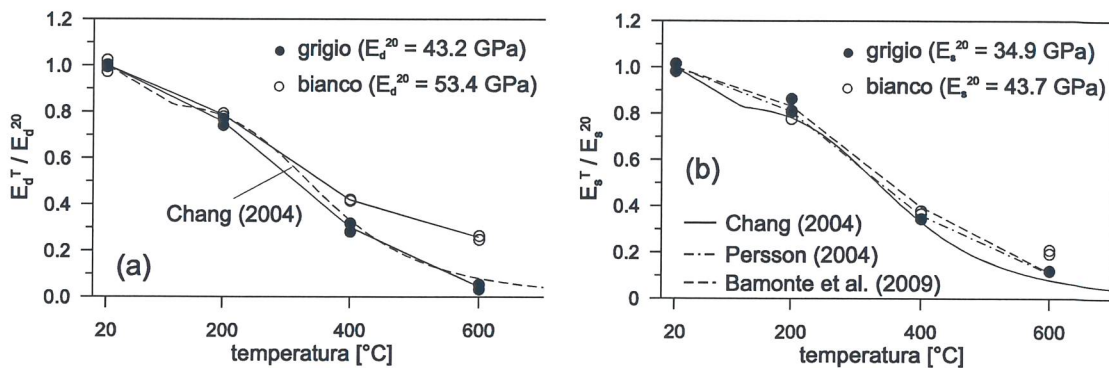 1.2
1.0
0.8
0.6
0.4
0.2
0.0
E_d^T / E_d^20
grigio (E_d^20 = 43.2 GPa)
bianco (E_d^20 = 53.4 GPa)
Chang (2004)
(a)
20 200 400 600
temperatura [°C]
1.2
1.0
0.8
0.6
0.4
0.2
0.0
E_s^T / E_s^20
grigio (E_s^20 = 34.9 GPa)
bianco (E_s^20 = 43.7 GPa)
(b)
Chang (2004)
Persson (2004)
Bamonte et al. (2009)
20 200 400 600
temperatura [°C]